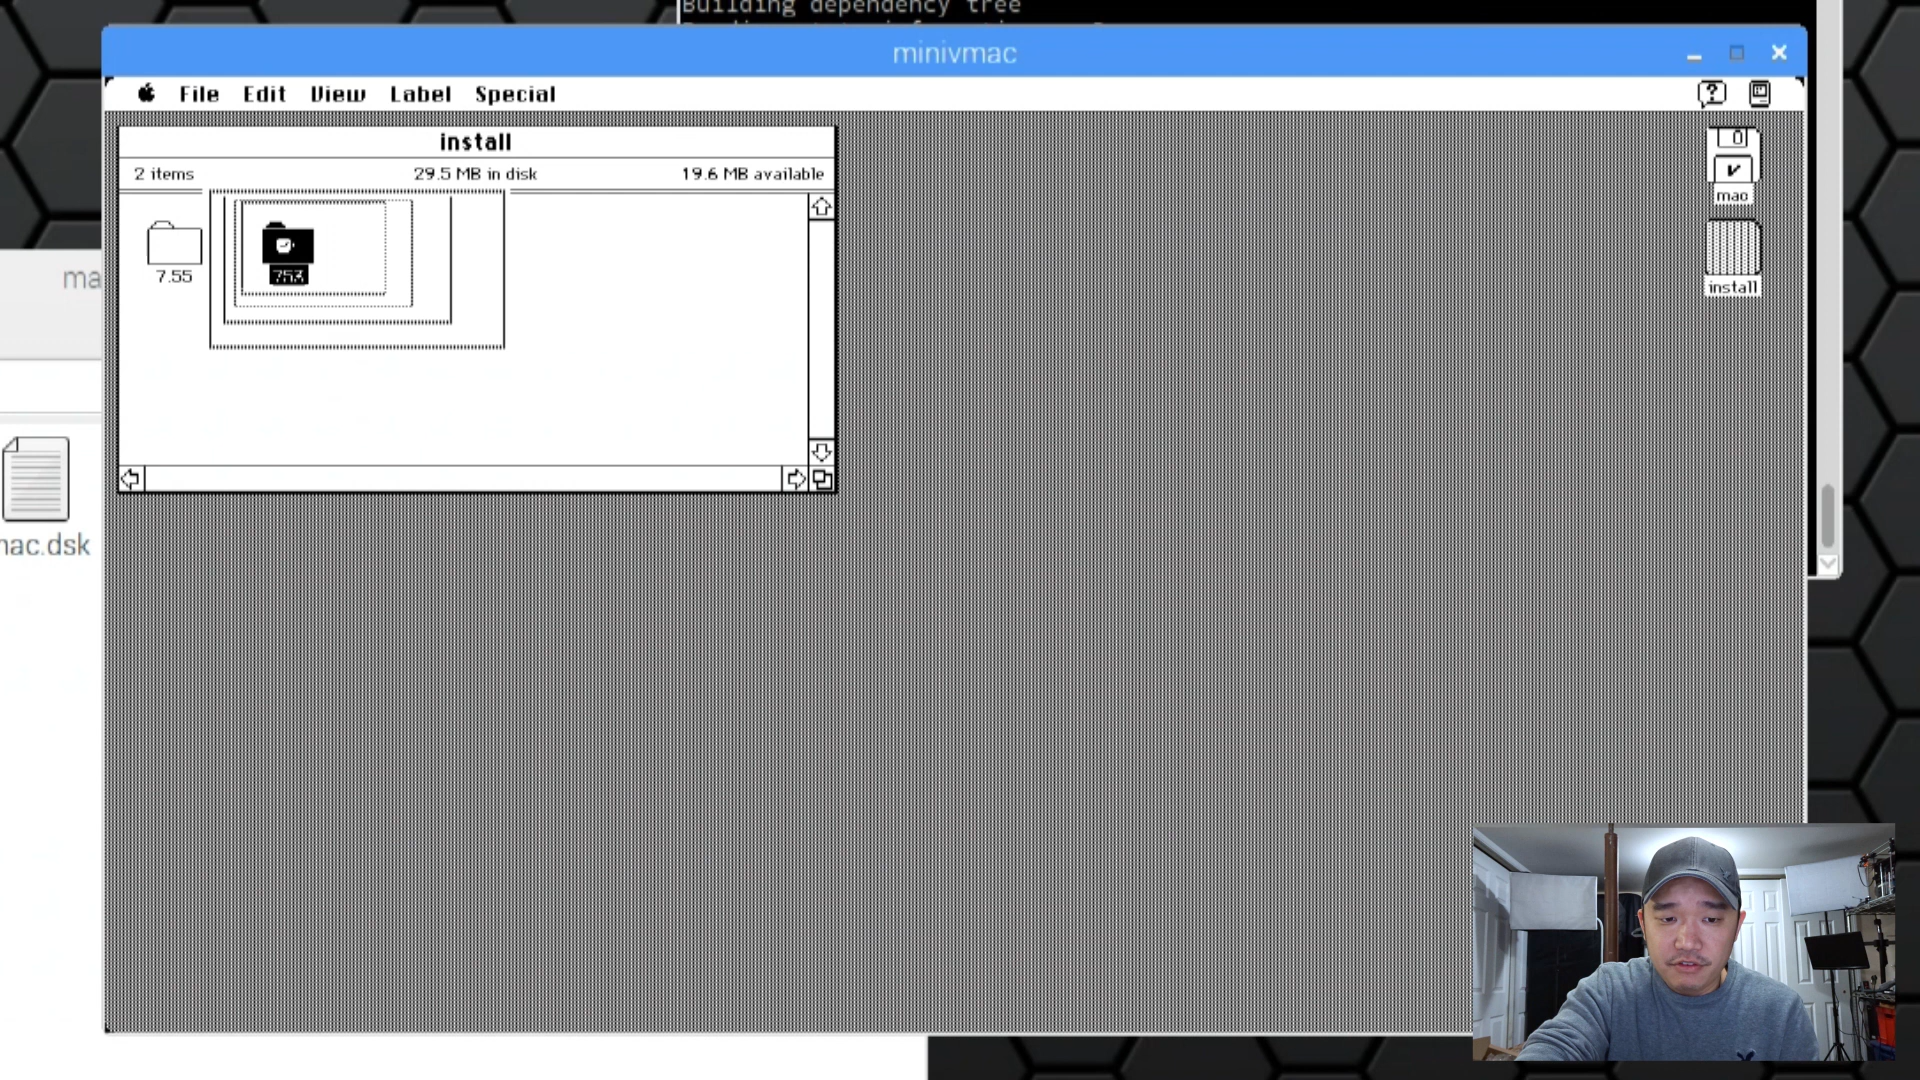 Building dependency tree
minivmac
File Edit View Label Special
install
2 items 29.5 MB in disk 19.6 MB available
7.55
753
mac
install
ma
mac.dsk